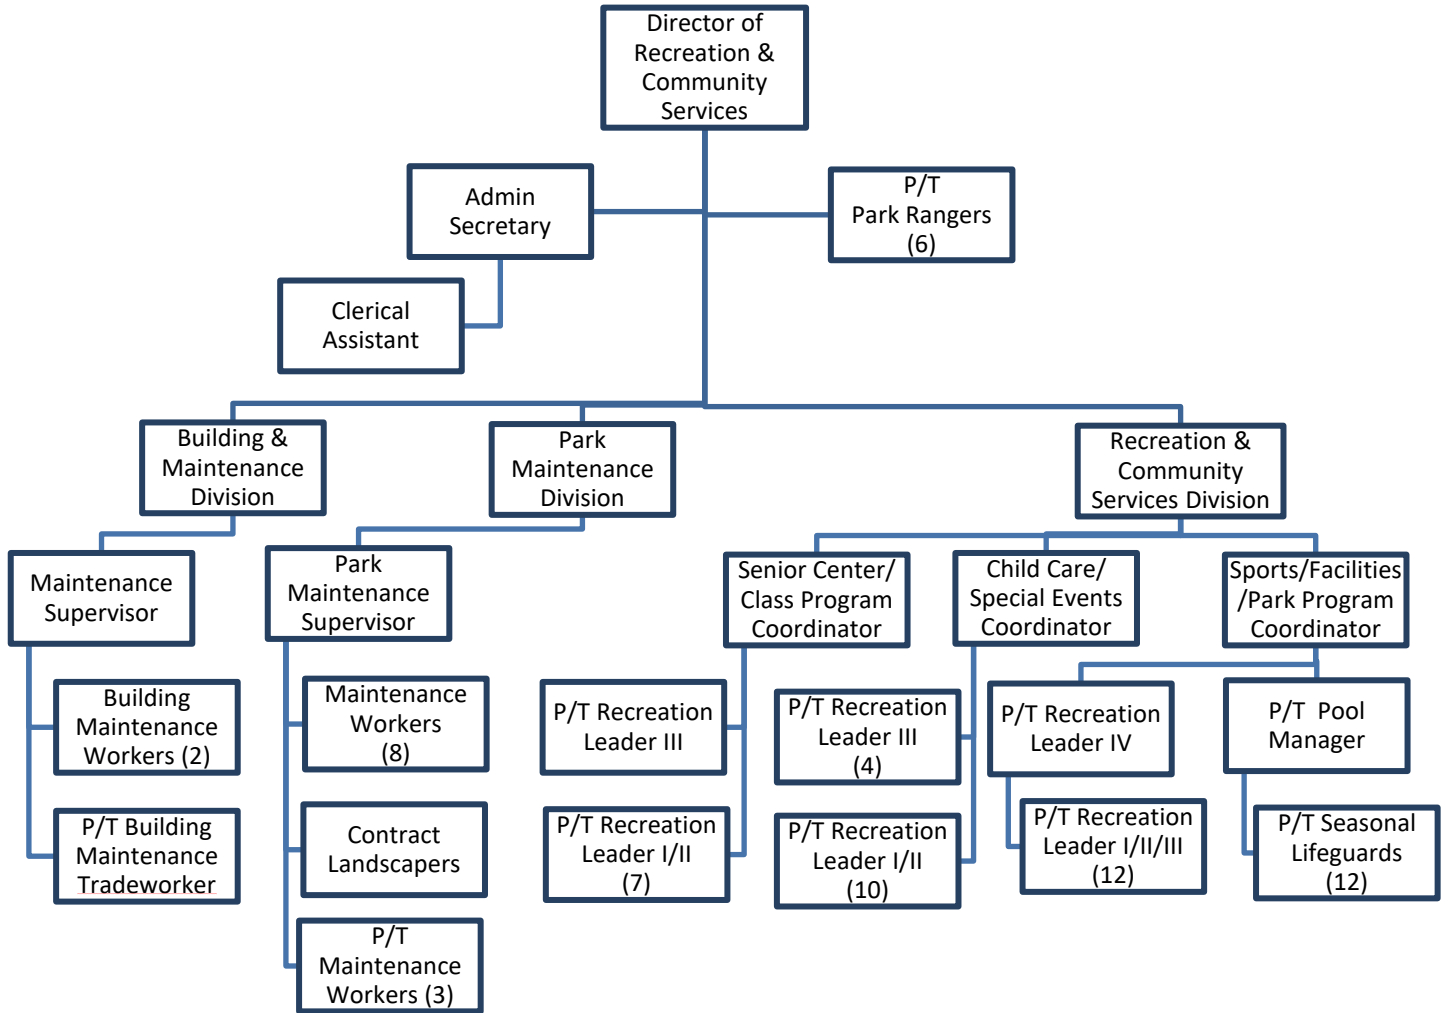 Director of
Recreation &
Community
Services
Admin
Secretary
P/T
Park Rangers
(6)
Clerical
Assistant
Building &
Maintenance
Division
Park
Maintenance
Division
Recreation &
Community
Services Division
Maintenance
Supervisor
Park
Maintenance
Supervisor
Senior Center/
Class Program
Coordinator
Child Care/
Special Events
Coordinator
Sports/Facilities
/Park Program
Coordinator
Building
Maintenance
Workers (2)
Maintenance
Workers
(8)
P/T Recreation
Leader III
P/T Recreation
Leader III
(4)
P/T Recreation
Leader IV
P/T Pool
Manager
P/T Building
Maintenance
Tradeworker
Contract
Landscapers
P/T Recreation
Leader I/II
(7)
P/T Recreation
Leader I/II
(10)
P/T Recreation
Leader I/II/III
(12)
P/T Seasonal
Lifeguards
(12)
P/T
Maintenance
Workers (3)